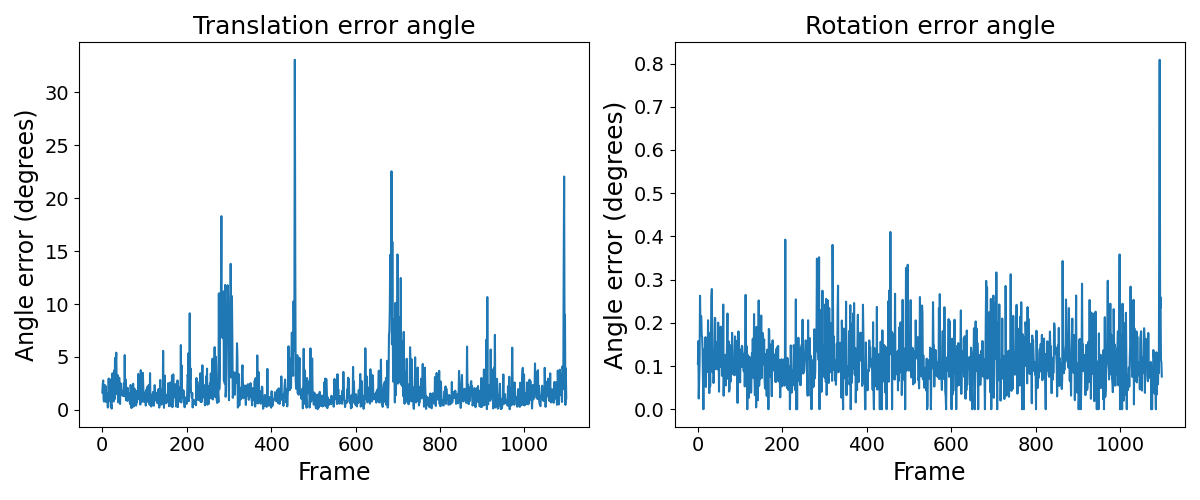 Translation error angle
Angle error (degrees)
30
25
20
15
10
5
0
0 200 400 600 800 1000
Frame
Rotation error angle
Angle error (degrees)
0.8
0.7
0.6
0.5
0.4
0.3
0.2
0.1
0.0
0 200 400 600 800 1000
Frame